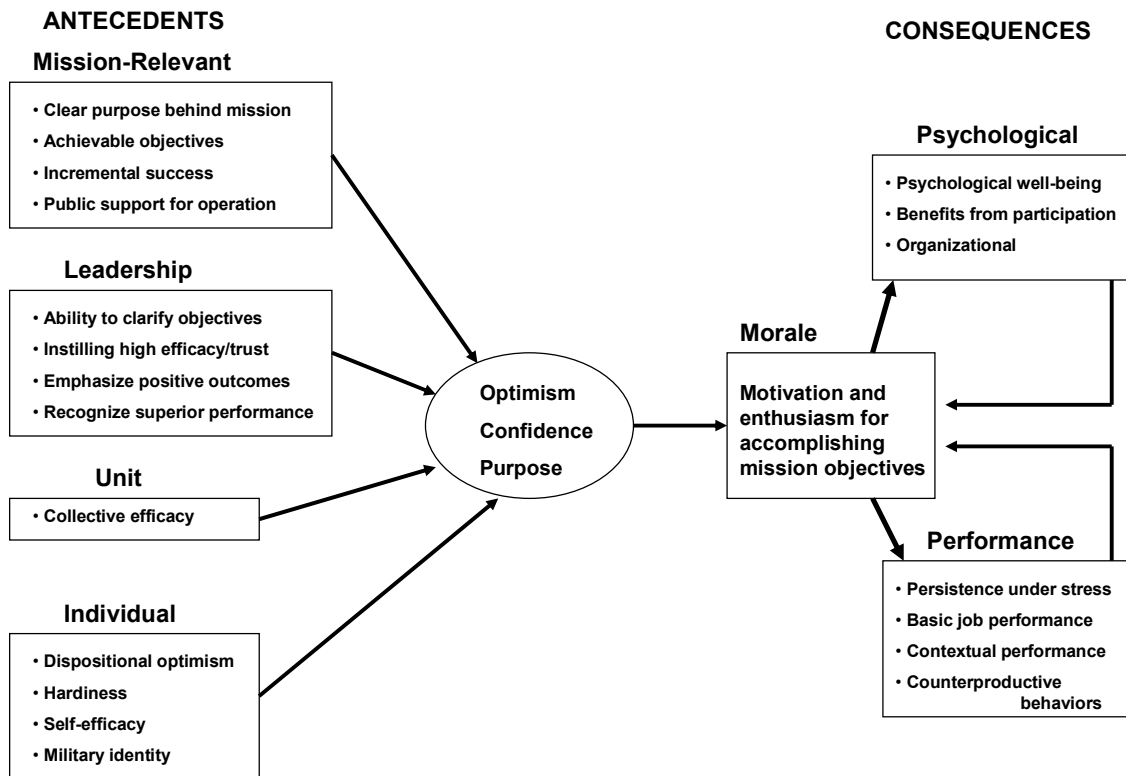 ANTECEDENTS
Mission-Relevant
• Clear purpose behind mission
• Achievable objectives
• Incremental success
• Public support for operation
Leadership
• Ability to clarify objectives
• Instilling high efficacy/trust
• Emphasize positive outcomes
• Recognize superior performance
Unit
• Collective efficacy
Individual
• Dispositional optimism
• Hardiness
• Self-efficacy
• Military identity
Optimism
Confidence
Purpose
Morale
Motivation and
enthusiasm for
accomplishing
mission objectives
CONSEQUENCES
Psychological
• Psychological well-being
• Benefits from participation
• Organizational
Performance
• Persistence under stress
• Basic job performance
• Contextual performance
• Counterproductive
behaviors